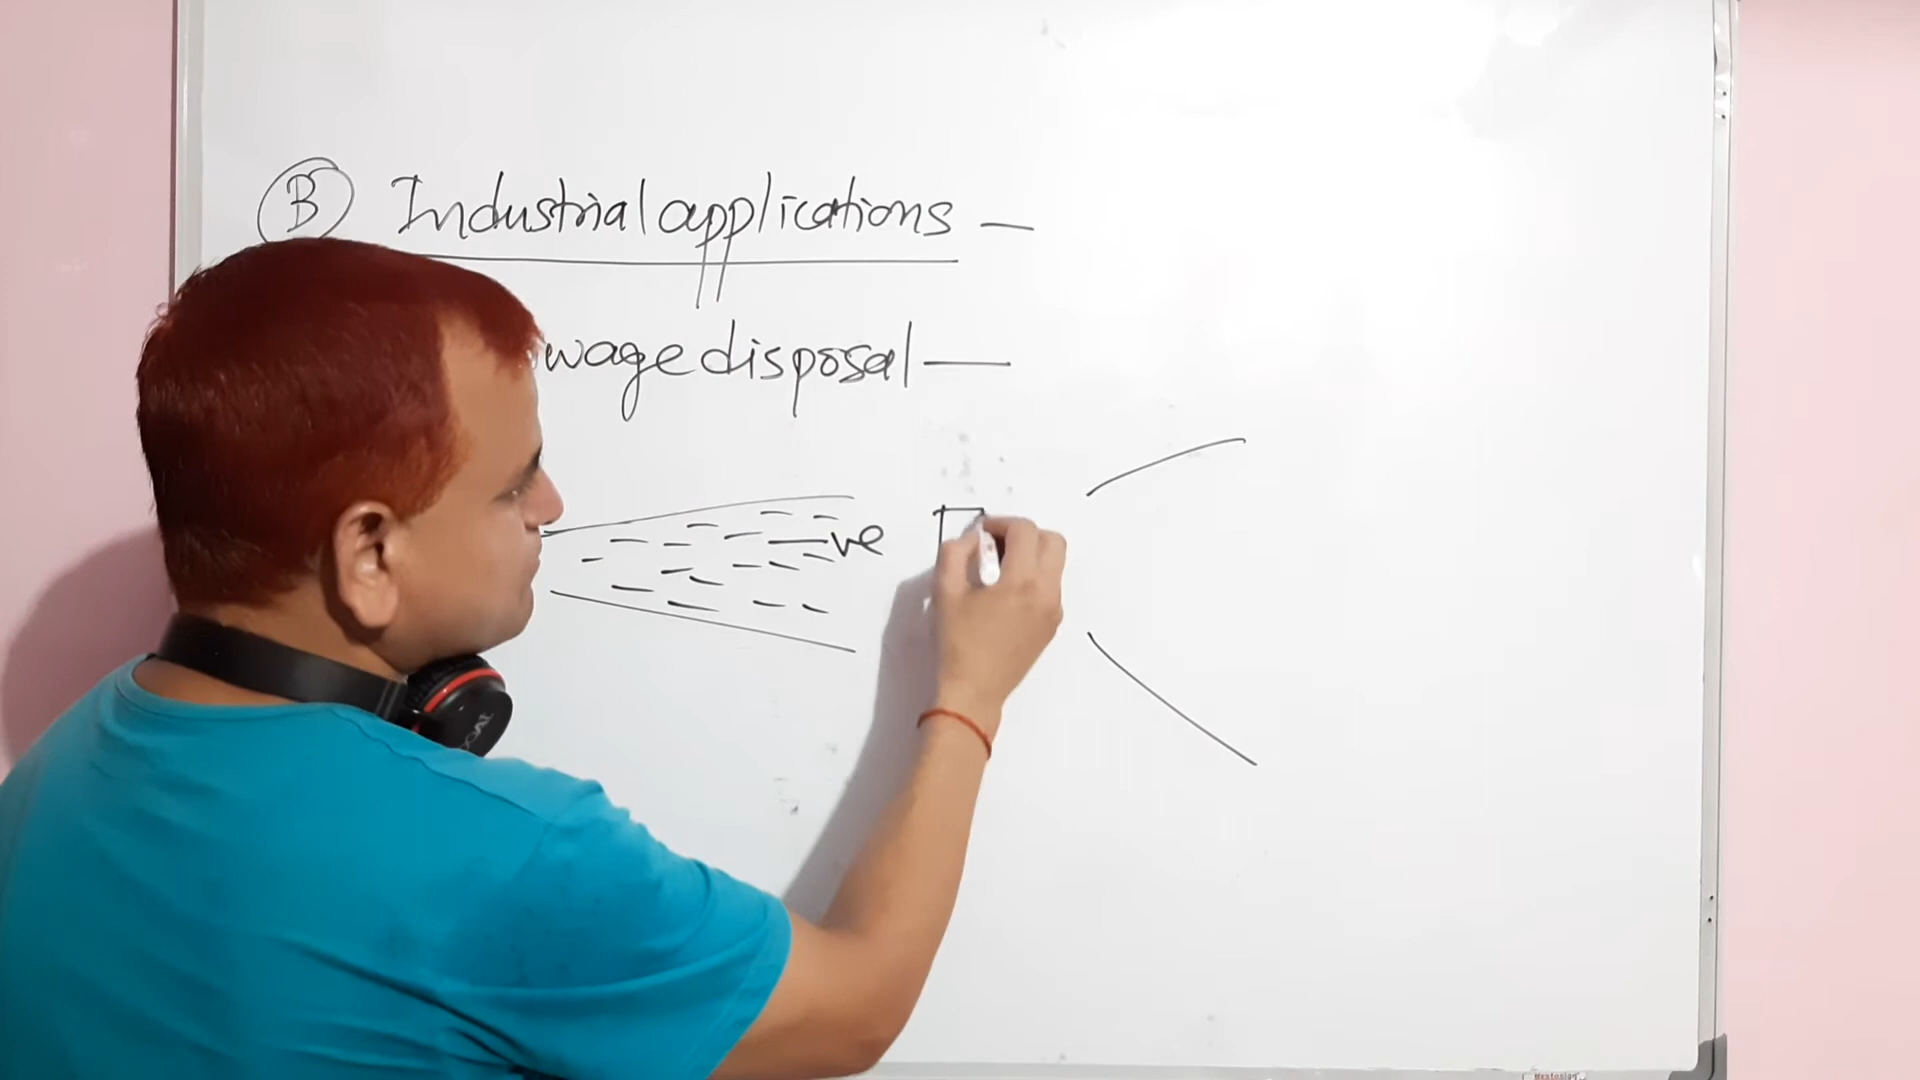 B Industrial applications —
wage disposal —
-ve